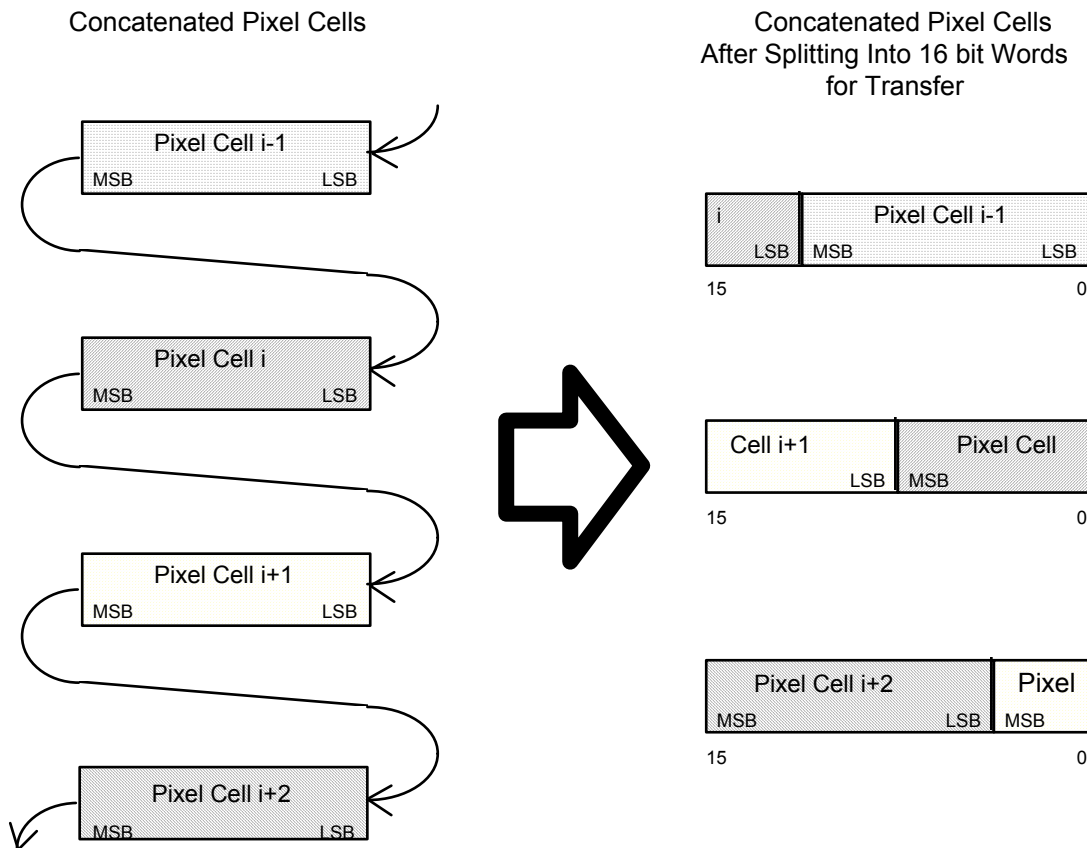 Concatenated Pixel Cells
Pixel Cell i-1
MSB LSB
Pixel Cell i
MSB LSB
Pixel Cell i+1
MSB LSB
Pixel Cell i+2
MSB LSB
Concatenated Pixel Cells
After Splitting Into 16 bit Words
for Transfer
i Pixel Cell i-1
LSB MSB LSB
15 0
Cell i+1 Pixel Cell
LSB MSB
15 0
Pixel Cell i+2 Pixel
MSB LSB MSB
15 0